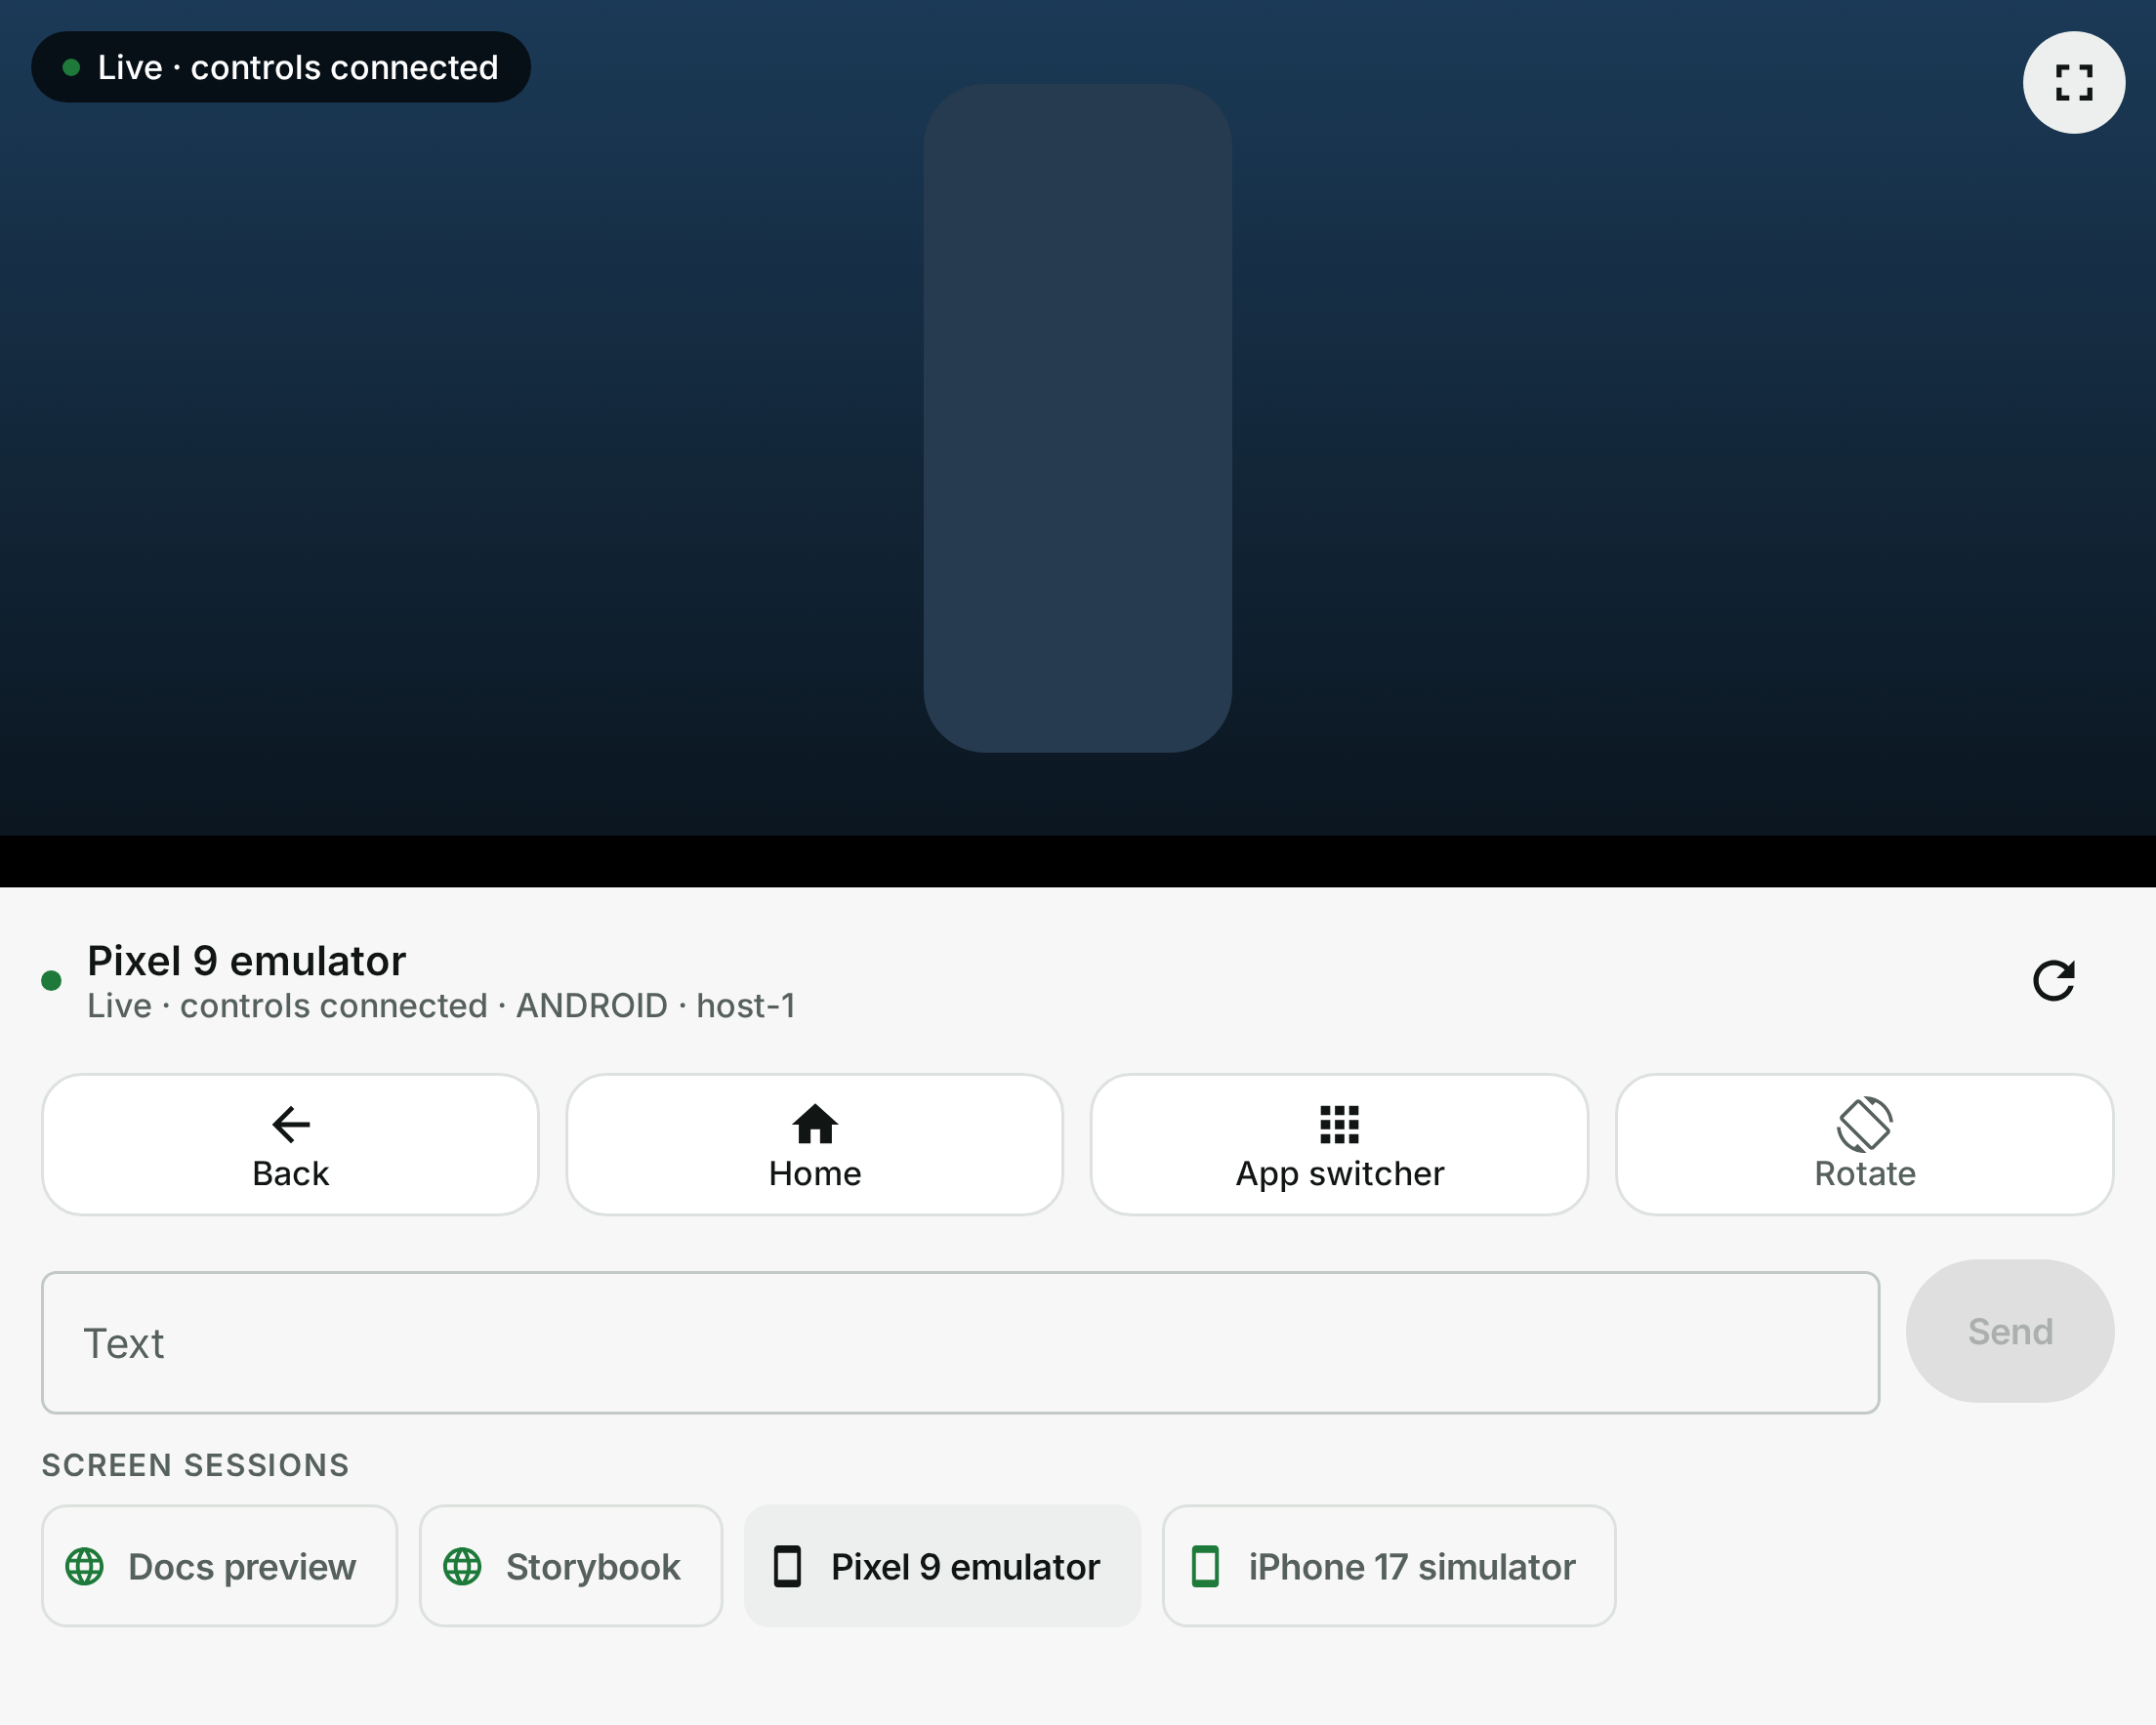 Live · controls connected
Pixel 9 emulator
Live · controls connected · ANDROID · host-1
Back
Home
App switcher
Rotate
Text
Send
SCREEN SESSIONS
Docs preview
Storybook
Pixel 9 emulator
iPhone 17 simulator